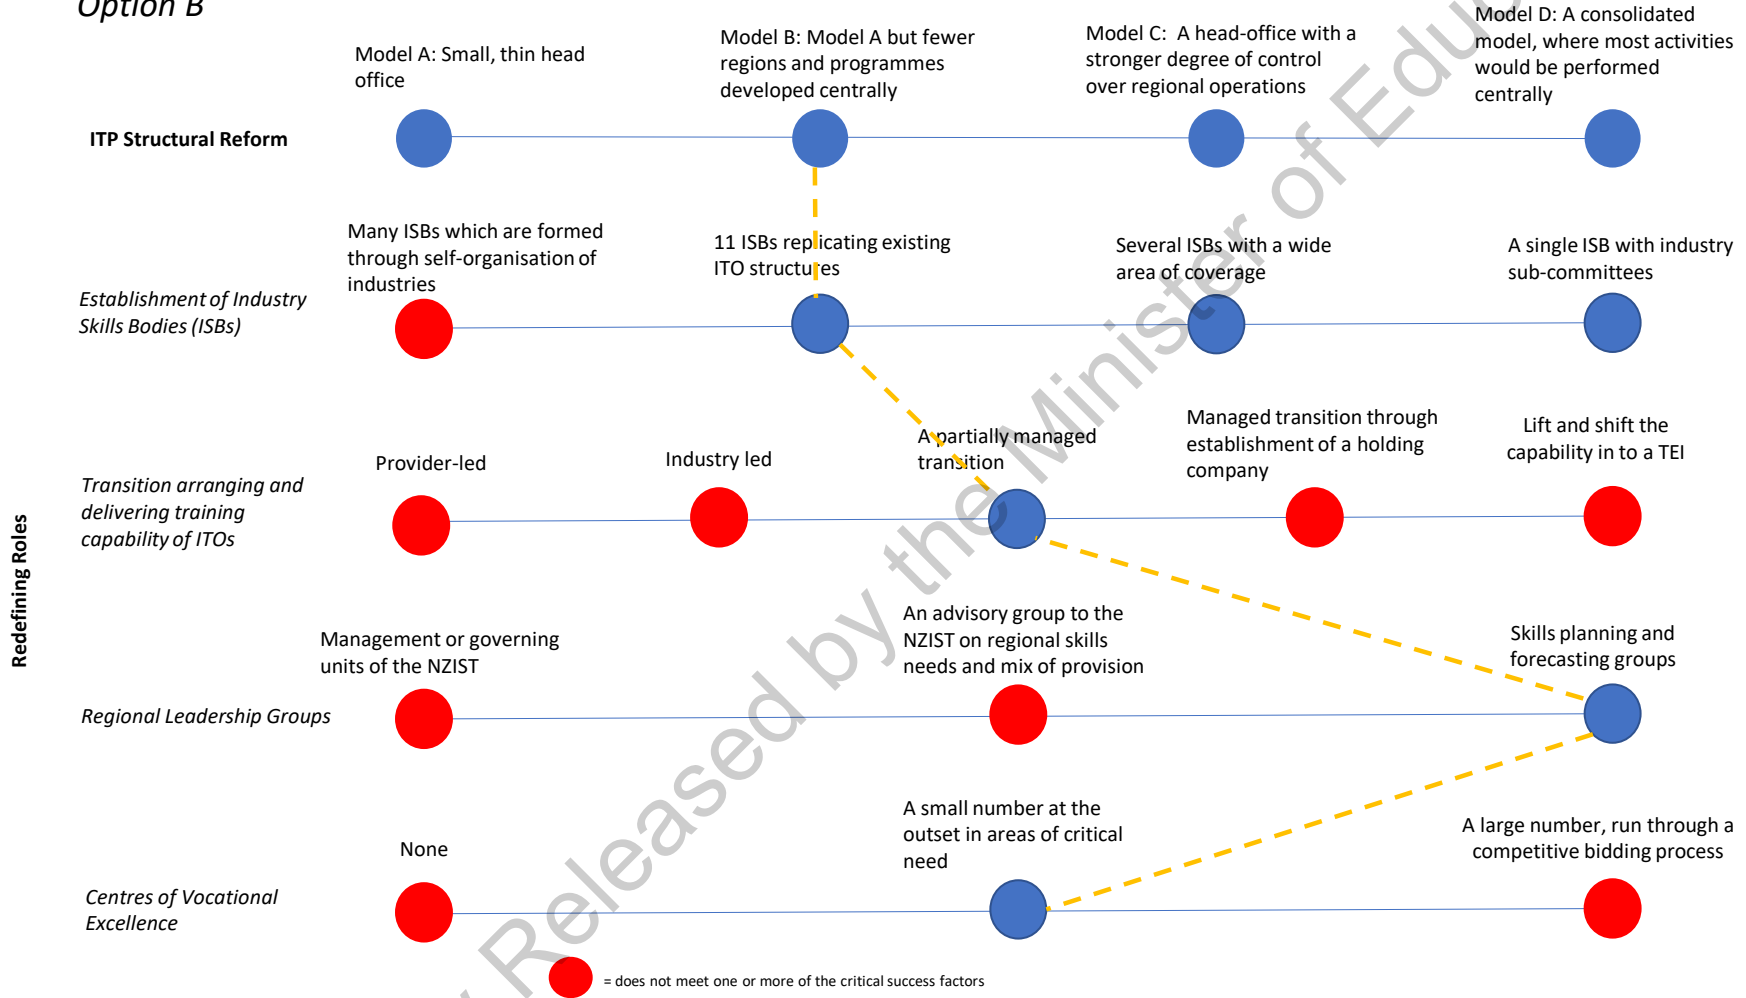 Option B
Model A: Small, thin head
office
Model B: Model A but fewer
regions and programmes
developed centrally
Model C:  A head-office with a
stronger degree of control
over regional operations
Model D: A consolidated
model, where most activities
would be performed
centrally
ITP Structural Reform
Many ISBs which are formed
through self-organisation of
industries
11 ISBs replicating existing
ITO structures
Several ISBs with a wide
area of coverage
A single ISB with industry
sub-committees
Establishment of Industry
Skills Bodies (ISBs)
Provider-led
Industry led
A partially managed
transition
Managed transition through
establishment of a holding
company
Lift and shift the
capability in to a TEI
Transition arranging and
delivering training
capability of ITOs
Redefining Roles
Management or governing
units of the NZIST
An advisory group to the
NZIST on regional skills
needs and mix of provision
Skills planning and
forecasting groups
Regional Leadership Groups
None
A small number at the
outset in areas of critical
need
A large number, run through a
competitive bidding process
Centres of Vocational
Excellence
= does not meet one or more of the critical success factors
Released by the Minister of